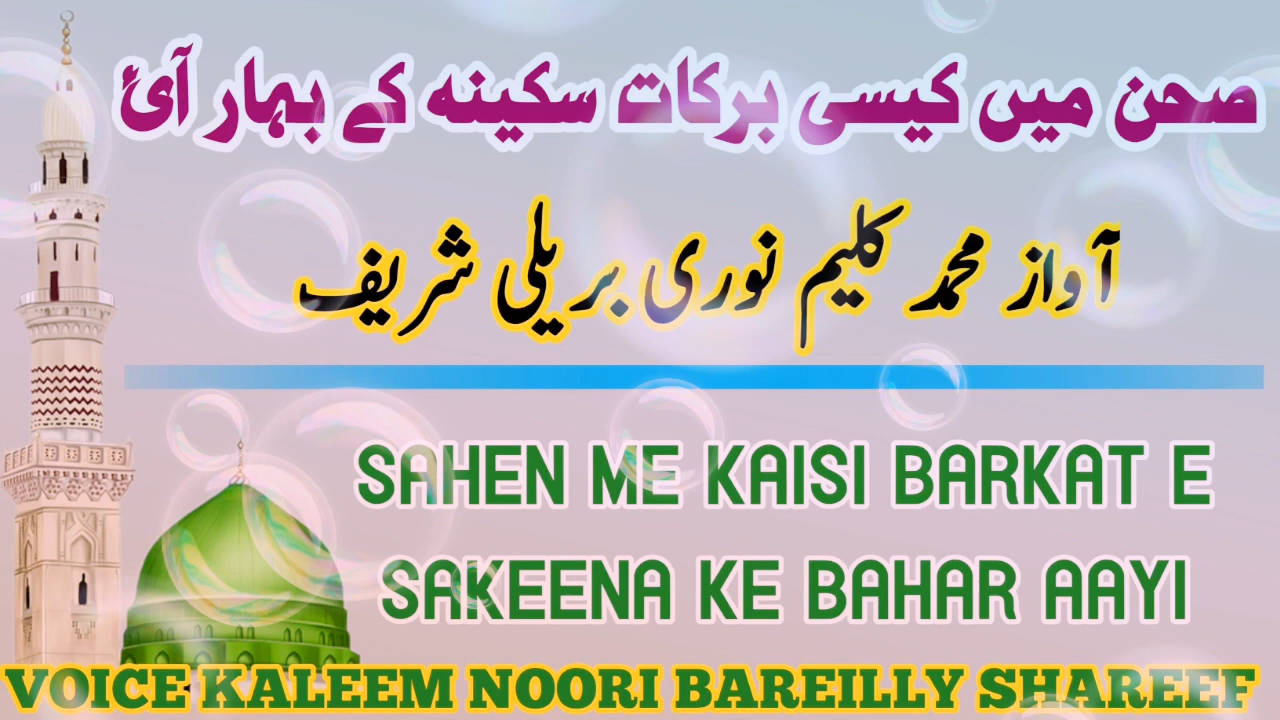 صحن میں کیسی برکات سکینہ کے بہار آئ
آواز محمد کلیم نوری بریلی شریف
SAHEN ME KAISI BARKAT E
SAKEENA KE BAHAR AAYI
VOICE KALEEM NOORI BAREILLY SHAREEF